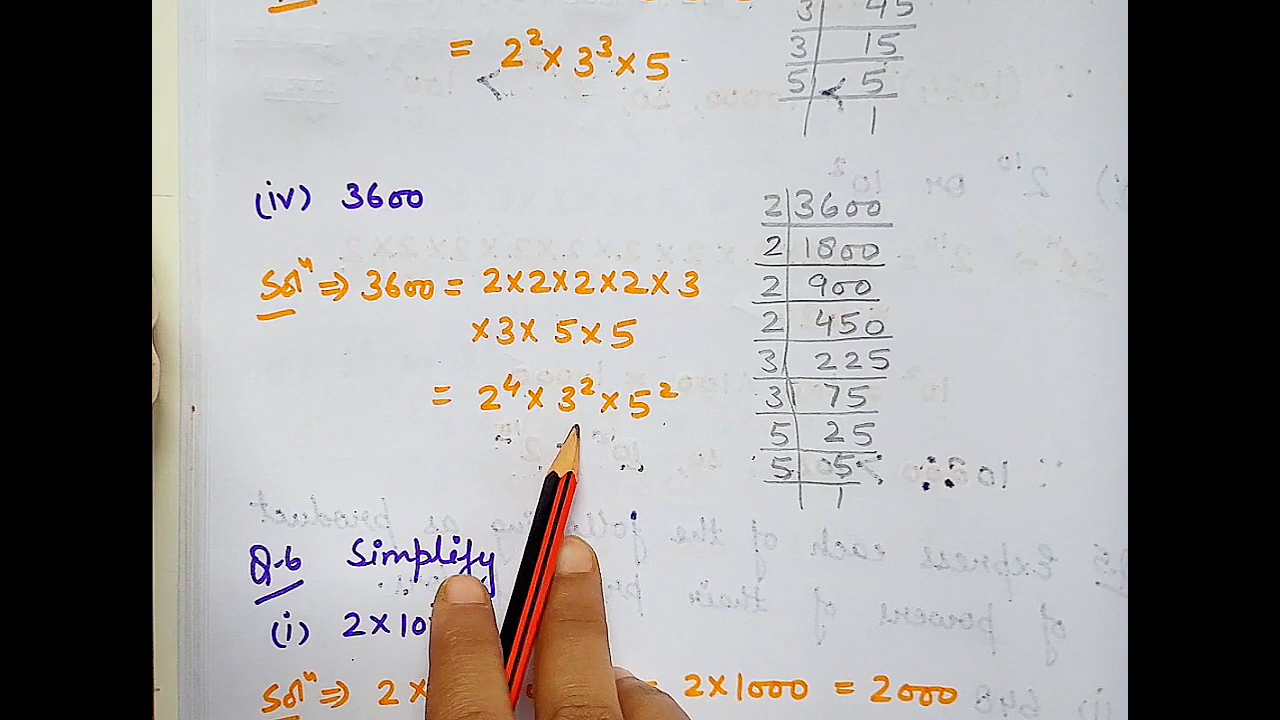 3 | 45
= 2² × 3³ × 5
3 | 15
5 | 5
1
(iv) 3600
Solⁿ ⇒ 3600 = 2×2×2×2×3
×3× 5×5
= 2⁴ × 3² × 5²
2 | 3600
2 | 1800
2 | 900
2 | 450
3 | 225
3 | 75
5 | 25
5 | 5
1
Q.6 Simplify
(i) 2×10
Solⁿ ⇒ 2× = 2×1000 = 2000